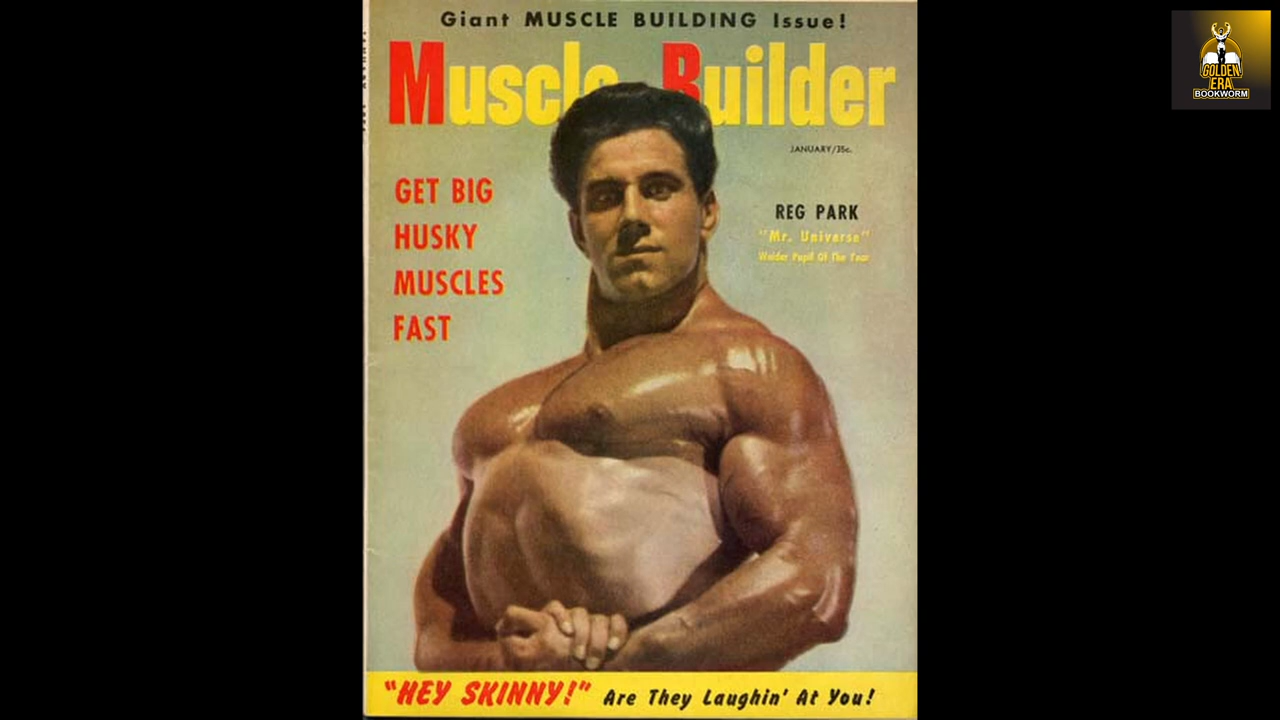 Giant MUSCLE BUILDING Issue!
Muscle Builder
JANUARY/35c.
GET BIG
HUSKY
MUSCLES
FAST
REG PARK
"Mr. Universe"
Weider Pupil Of The Year
"HEY SKINNY!" Are They Laughin' At You!
GOLDEN
ERA
BOOKWORM